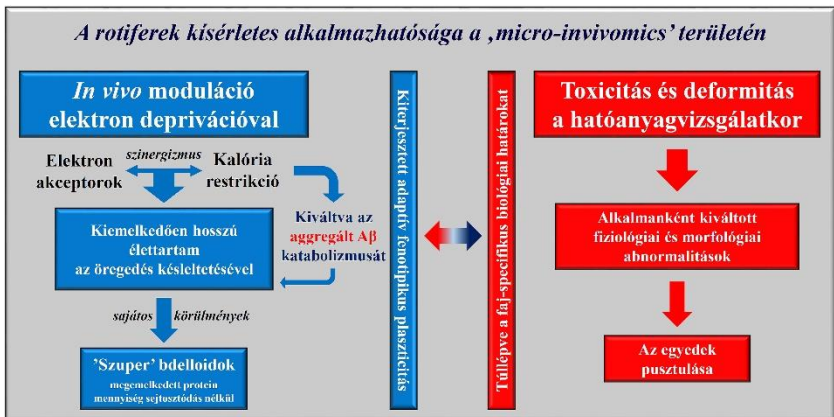 A rotiferek kísérletes alkalmazhatósága a ‚micro-invivomics’ területén
In vivo moduláció
elektron deprivációval
Elektron
akceptorok
szinergizmus
Kalória
restrikció
Kiemelkedően hosszú
élettartam
az öregedés késleltetésével
Kiváltva az
aggregált Aβ
katabolizmusát
sajátos
körülmények
’Szuper’ bdelloidok
megemelkedett protein
mennyiség sejtosztódás nélkül
Kiterjesztett adaptív fenotipikus plaszticitás
Túllépve a faj-specifikus biológiai határokat
Toxicitás és deformitás
a hatóanyagvizsgálatkor
Alkalmanként kiváltott
fiziológiai és morfológiai
abnormalitások
Az egyedek
pusztulása